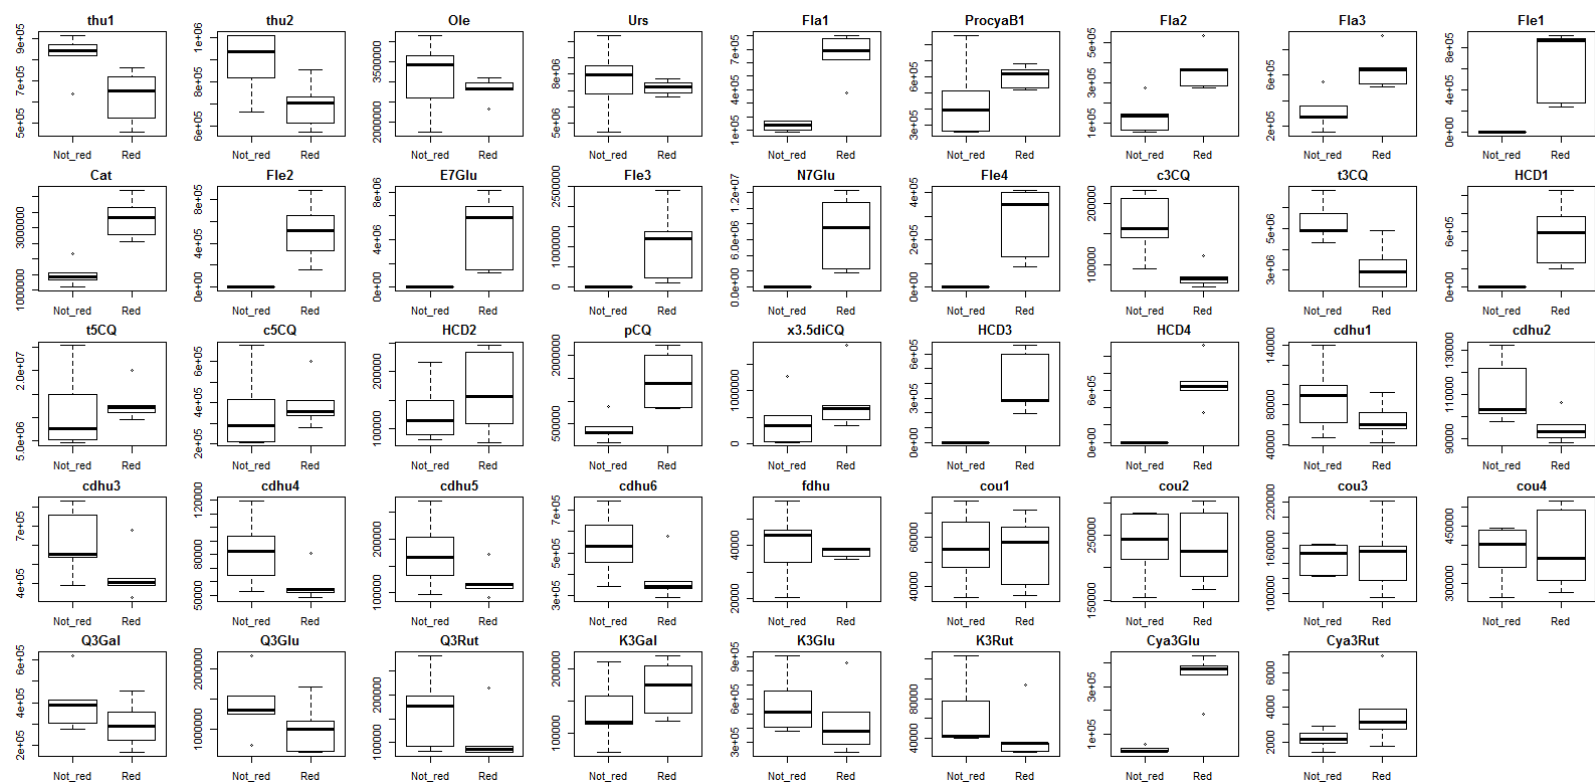 thu1 thu2 Ole Urs Fla1 ProcyaB1 Fla2 Fla3 Fle1
5e+05 7e+05 9e+05 6e+05 8e+05 1e+06 2000000 3500000 5e+06 8e+06 1e+05 4e+05 7e+05 3e+05 6e+05 1e+05 3e+05 5e+05 2e+05 6e+05 0e+00 4e+05 8e+05
Not_red Red Not_red Red Not_red Red Not_red Red Not_red Red Not_red Red Not_red Red Not_red Red Not_red Red
Cat Fle2 E7Glu Fle3 N7Glu Fle4 c3CQ t3CQ HCD1
1000000 3000000 0e+00 4e+05 8e+05 0e+00 4e+06 8e+06 0 1000000 2500000 0.0e+00 6.0e+06 1.2e+07 0e+00 2e+05 4e+05 100000 200000 3e+06 5e+06 0e+00 6e+05
Not_red Red Not_red Red Not_red Red Not_red Red Not_red Red Not_red Red Not_red Red Not_red Red Not_red Red
t5CQ c5CQ HCD2 pCQ x3.5diCQ HCD3 HCD4 cdhu1 cdhu2
5.0e+06 2.0e+07 2e+05 4e+05 6e+05 100000 200000 500000 2000000 0 1000000 0e+00 3e+05 6e+05 0e+00 6e+05 40000 80000 140000 90000 110000 130000
Not_red Red Not_red Red Not_red Red Not_red Red Not_red Red Not_red Red Not_red Red Not_red Red Not_red Red
cdhu3 cdhu4 cdhu5 cdhu6 fdhu cou1 cou2 cou3 cou4
4e+05 7e+05 500000 800000 1200000 100000 200000 3e+05 5e+05 7e+05 20000 40000 40000 60000 150000 250000 100000 160000 220000 300000 450000
Not_red Red Not_red Red Not_red Red Not_red Red Not_red Red Not_red Red Not_red Red Not_red Red Not_red Red
Q3Gal Q3Glu Q3Rut K3Gal K3Glu K3Rut Cya3Glu Cya3Rut
2e+05 4e+05 6e+05 1000000 2000000 100000 200000 100000 200000 3e+05 6e+05 9e+05 40000 80000 1e+05 3e+05 2000 4000 6000
Not_red Red Not_red Red Not_red Red Not_red Red Not_red Red Not_red Red Not_red Red Not_red Red